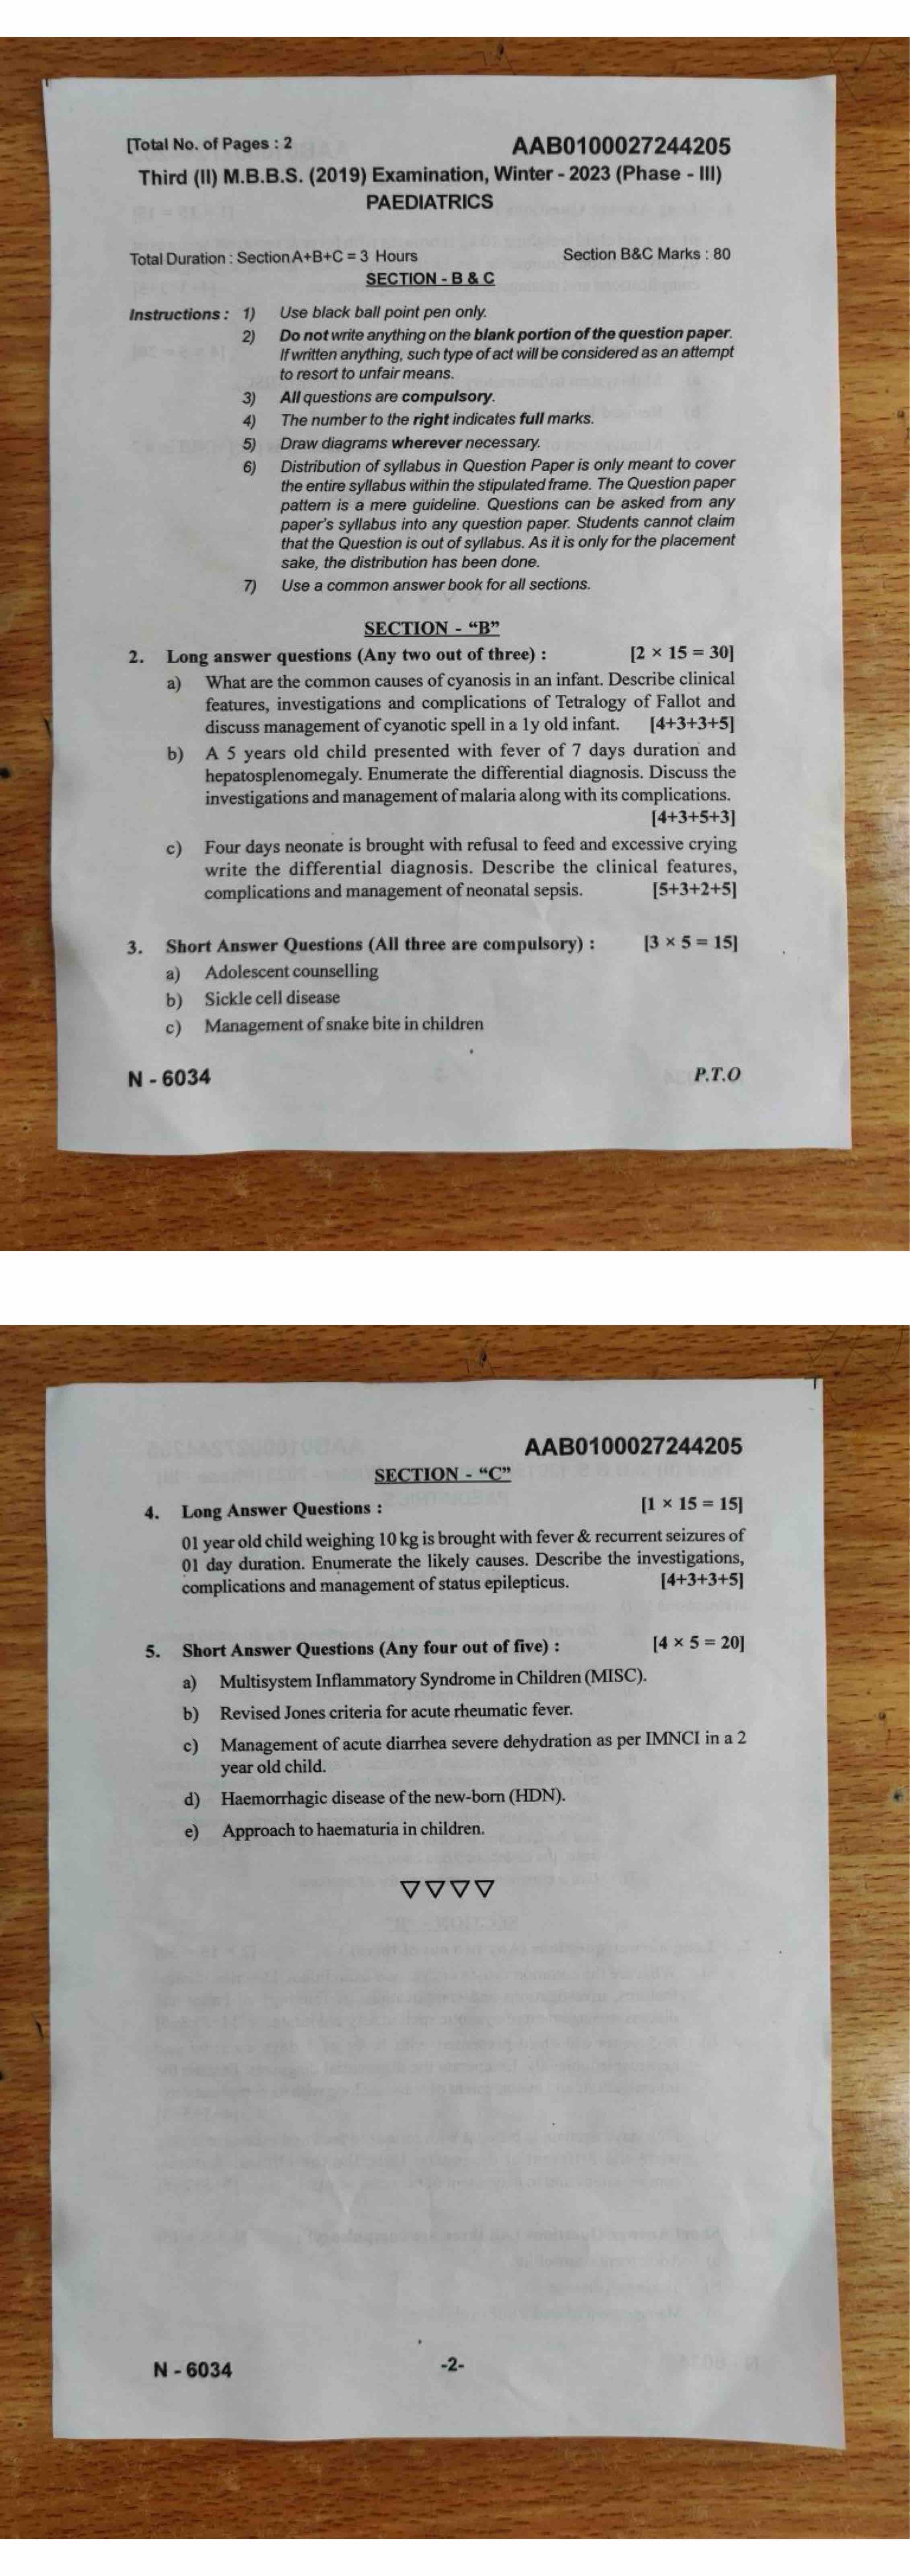 [Total No. of Pages : 2
AAB0100027244205
Third (II) M.B.B.S. (2019) Examination, Winter - 2023 (Phase - III)
PAEDIATRICS
Total Duration : Section A+B+C = 3 Hours
Section B&C Marks : 80
SECTION - B & C
Instructions : 1) Use black ball point pen only.
2) Do not write anything on the blank portion of the question paper.
If written anything, such type of act will be considered as an attempt
to resort to unfair means.
3) All questions are compulsory.
4) The number to the right indicates full marks.
5) Draw diagrams wherever necessary.
6) Distribution of syllabus in Question Paper is only meant to cover
the entire syllabus within the stipulated frame. The Question paper
pattern is a mere guideline. Questions can be asked from any
paper's syllabus into any question paper. Students cannot claim
that the Question is out of syllabus. As it is only for the placement
sake, the distribution has been done.
7) Use a common answer book for all sections.
SECTION - “B”
2. Long answer questions (Any two out of three) : [2 × 15 = 30]
a) What are the common causes of cyanosis in an infant. Describe clinical
features, investigations and complications of Tetralogy of Fallot and
discuss management of cyanotic spell in a 1y old infant. [4+3+3+5]
b) A 5 years old child presented with fever of 7 days duration and
hepatosplenomegaly. Enumerate the differential diagnosis. Discuss the
investigations and management of malaria along with its complications.
[4+3+5+3]
c) Four days neonate is brought with refusal to feed and excessive crying
write the differential diagnosis. Describe the clinical features,
complications and management of neonatal sepsis. [5+3+2+5]
3. Short Answer Questions (All three are compulsory) : [3 × 5 = 15]
a) Adolescent counselling
b) Sickle cell disease
c) Management of snake bite in children
N - 6034
P.T.O
AAB0100027244205
SECTION - “C”
4. Long Answer Questions : [1 × 15 = 15]
01 year old child weighing 10 kg is brought with fever & recurrent seizures of
01 day duration. Enumerate the likely causes. Describe the investigations,
complications and management of status epilepticus. [4+3+3+5]
5. Short Answer Questions (Any four out of five) : [4 × 5 = 20]
a) Multisystem Inflammatory Syndrome in Children (MISC).
b) Revised Jones criteria for acute rheumatic fever.
c) Management of acute diarrhea severe dehydration as per IMNCI in a 2
year old child.
d) Haemorrhagic disease of the new-born (HDN).
e) Approach to haematuria in children.
N - 6034
-2-